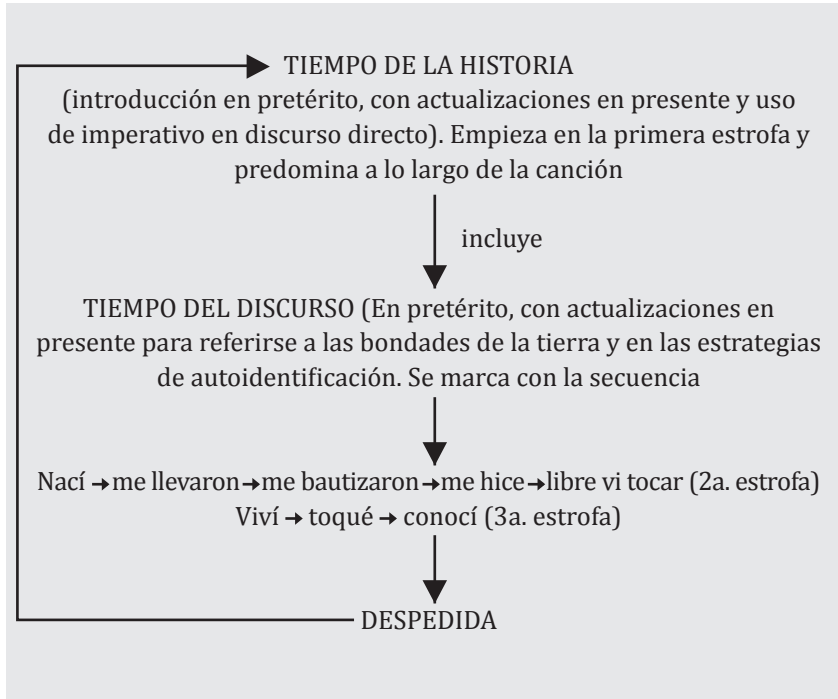 TIEMPO DE LA HISTORIA
(introducción en pretérito, con actualizaciones en presente y uso
de imperativo en discurso directo). Empieza en la primera estrofa y
predomina a lo largo de la canción
incluye
TIEMPO DEL DISCURSO (En pretérito, con actualizaciones en
presente para referirse a las bondades de la tierra y en las estrategias
de autoidentificación. Se marca con la secuencia
Nací → me llevaron → me bautizaron → me hice → libre vi tocar (2a. estrofa)
Viví → toqué → conocí (3a. estrofa)
DESPEDIDA